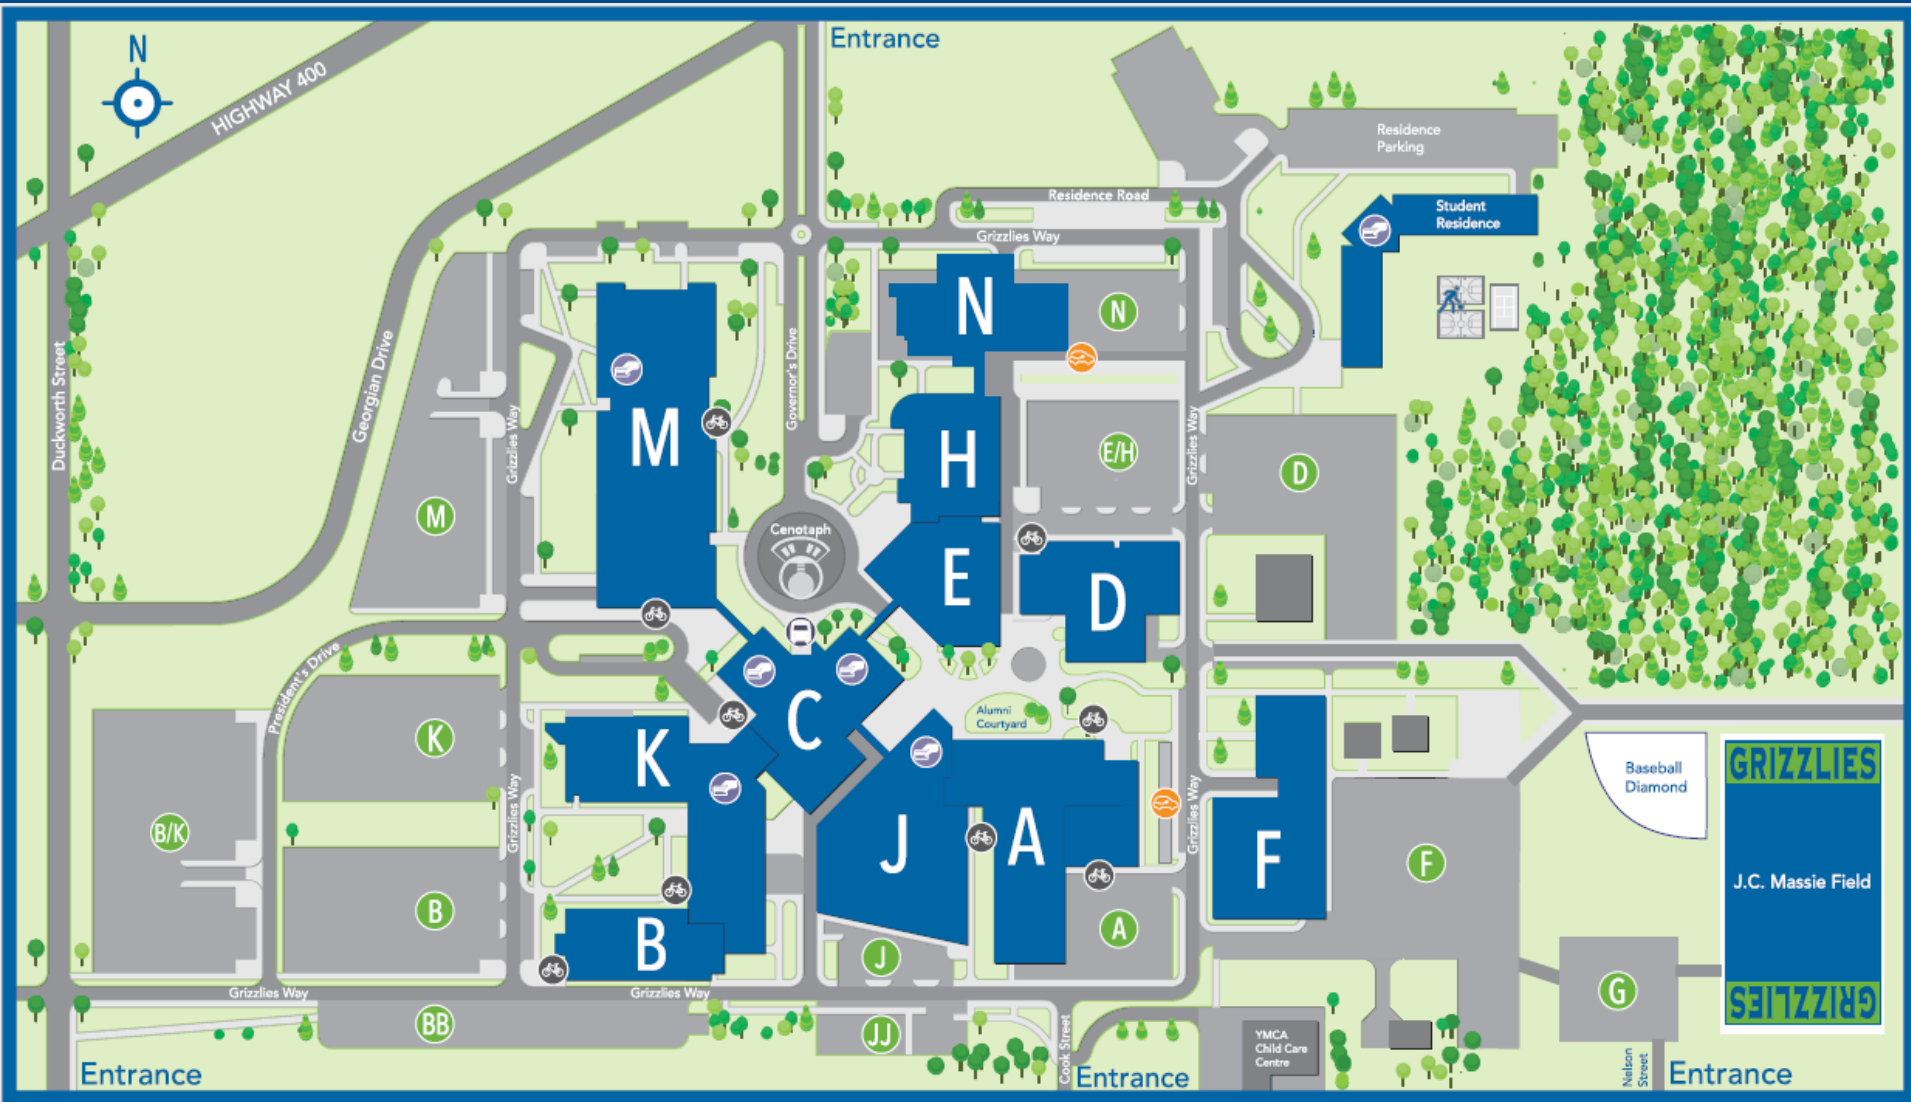 Entrance
N
HIGHWAY 400
Residence
Parking
Residence Road
Student
Residence
Grizzlies Way
N
N
Governor's Drive
Duckworth Street
Georgian Drive
Grizzlies Way
M
H
E/H
Grizzlies Way
D
M
Cenotaph
E
D
President's Drive
K
K
C
Alumni
Courtyard
Baseball
Diamond
GRIZZLIES
B/K
Grizzlies Way
J
A
Grizzlies Way
F
F
J.C. Massie Field
B
B
J
A
Grizzlies Way
Grizzlies Way
G
GRIZZLIES
BB
JJ
Cook Street
YMCA
Child Care
Centre
Nelson
Street
Entrance
Entrance
Entrance